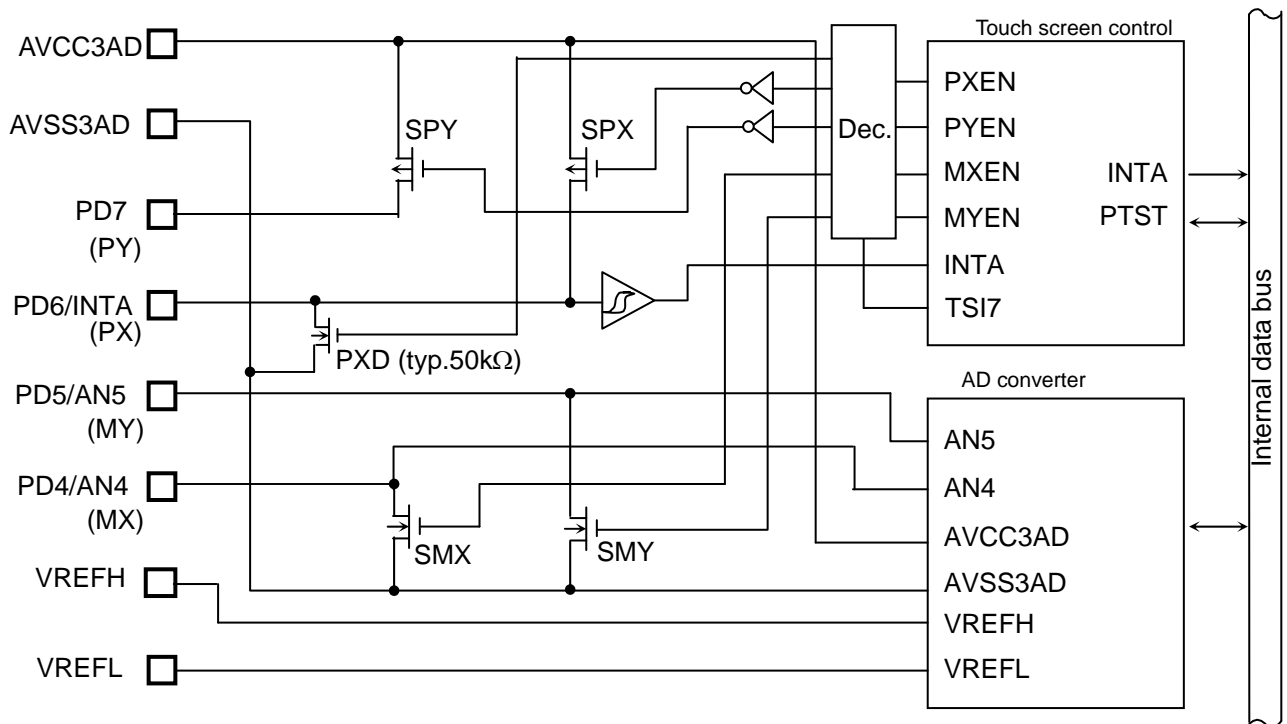 AVCC3AD
AVSS3AD
PD7
(PY)
PD6/INTA
(PX)
PD5/AN5
(MY)
PD4/AN4
(MX)
VREFH
VREFL
SPY
SPX
PXD (typ.50kΩ)
SMX
SMY
Dec.
Touch screen control
PXEN
PYEN
MXEN
MYEN
INTA
TSI7
INTA
PTST
AD converter
AN5
AN4
AVCC3AD
AVSS3AD
VREFH
VREFL
Internal data bus